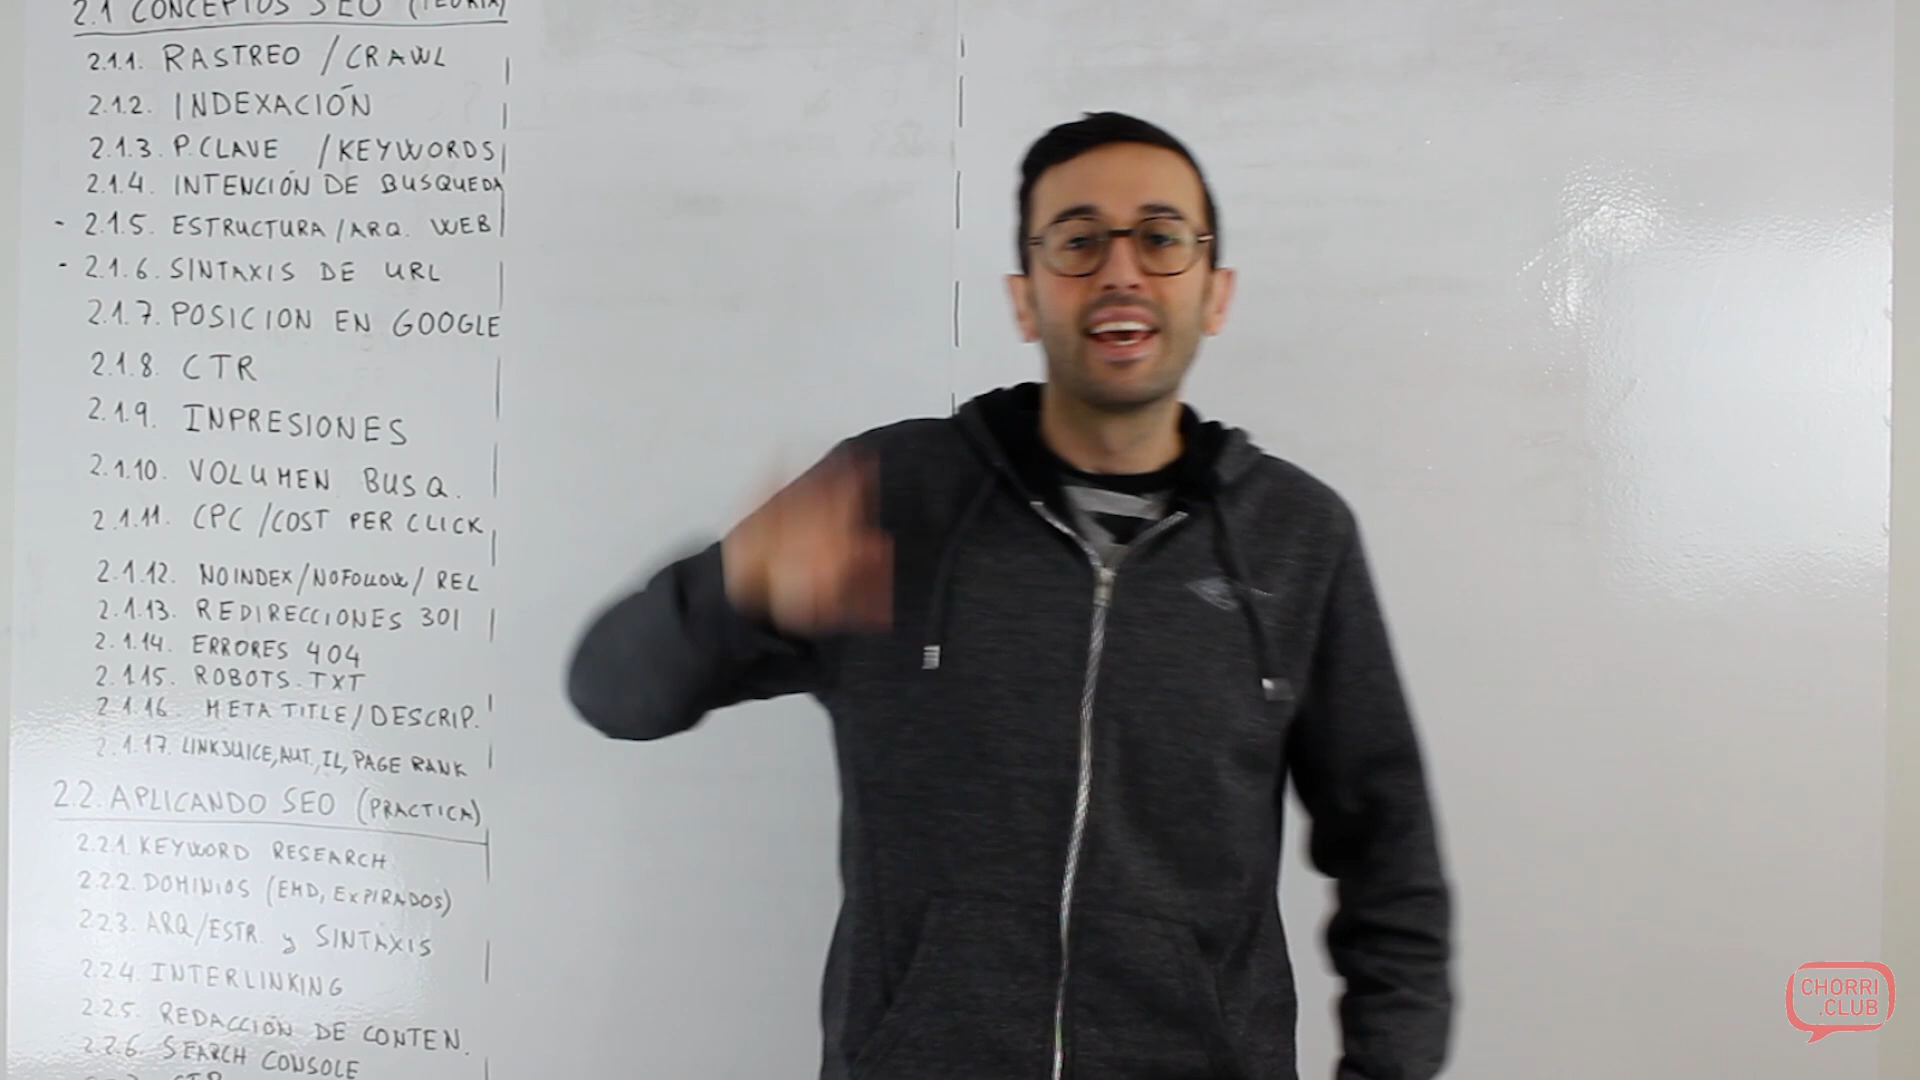 2.1 CONCEPTOS SEO (TEORIA)
2.1.1. RASTREO / CRAWL
2.1.2. INDEXACIÓN
2.1.3. P.CLAVE / KEYWORDS
2.1.4. INTENCIÓN DE BUSQUEDA
- 2.1.5. ESTRUCTURA / ARQ. WEB
- 2.1.6. SINTAXIS DE URL
2.1.7. POSICION EN GOOGLE
2.1.8. CTR
2.1.9. INPRESIONES
2.1.10. VOLUMEN BUSQ.
2.1.11. CPC / COST PER CLICK
2.1.12. NOINDEX/NOFOLLOW/ REL
2.1.13. REDIRECCIONES 301
2.1.14. ERRORES 404
2.1.15. ROBOTS.TXT
2.1.16. META TITLE/DESCRIP.
2.1.17. LINKJUICE, AUT., IL, PAGE RANK
2.2. APLICANDO SEO (PRACTICA)
2.2.1. KEYWORD RESEARCH
2.2.2. DOMINIOS (EMD, EXPIRADOS)
2.2.3. ARQ/ESTR. y SINTAXIS
2.2.4. INTERLINKING
2.2.5. REDACCIÓN DE CONTEN.
2.2.6. SEARCH CONSOLE
CHORRI
.CLUB